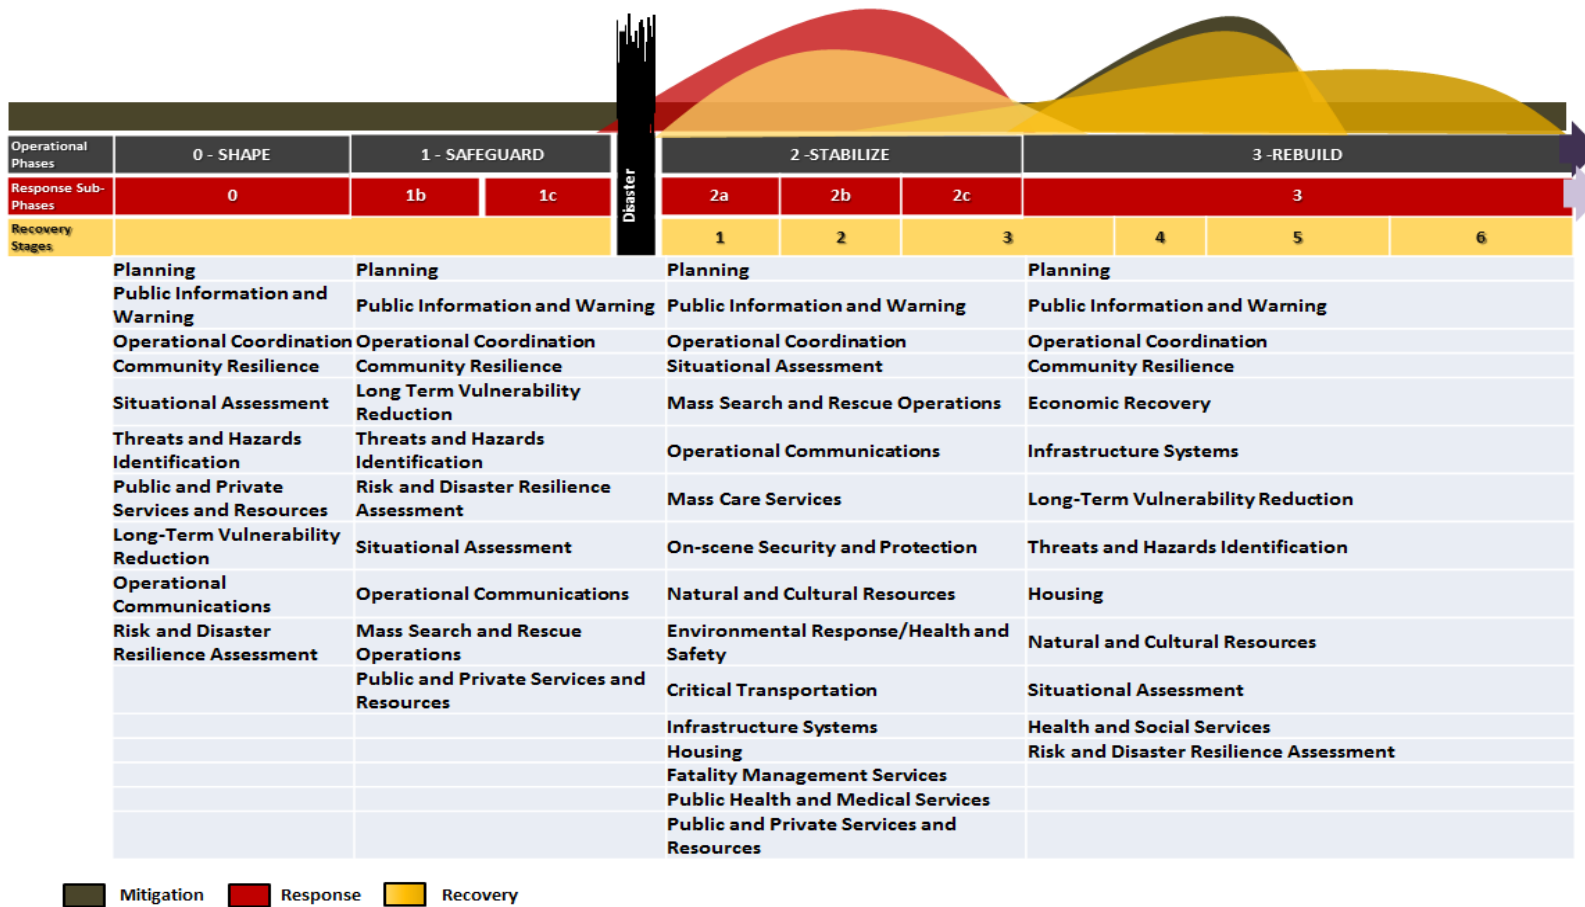 Operational
Phases
0 - SHAPE
1 - SAFEGUARD
2 -STABILIZE
3 -REBUILD
Response Sub-
Phases
0
1b
1c
2a
2b
2c
3
Recovery
Stages
1
2
3
4
5
6
Disaster
Planning
Public Information and
Warning
Operational Coordination
Community Resilience
Situational Assessment
Threats and Hazards
Identification
Public and Private
Services and Resources
Long-Term Vulnerability
Reduction
Operational
Communications
Risk and Disaster
Resilience Assessment
Planning
Public Information and Warning
Operational Coordination
Community Resilience
Long Term Vulnerability
Reduction
Threats and Hazards
Identification
Risk and Disaster Resilience
Assessment
Situational Assessment
Operational Communications
Mass Search and Rescue
Operations
Public and Private Services and
Resources
Planning
Public Information and Warning
Operational Coordination
Situational Assessment
Mass Search and Rescue Operations
Operational Communications
Mass Care Services
On-scene Security and Protection
Natural and Cultural Resources
Environmental Response/Health and
Safety
Critical Transportation
Infrastructure Systems
Housing
Fatality Management Services
Public Health and Medical Services
Public and Private Services and
Resources
Planning
Public Information and Warning
Operational Coordination
Community Resilience
Economic Recovery
Infrastructure Systems
Long-Term Vulnerability Reduction
Threats and Hazards Identification
Housing
Natural and Cultural Resources
Situational Assessment
Health and Social Services
Risk and Disaster Resilience Assessment
Mitigation
Response
Recovery